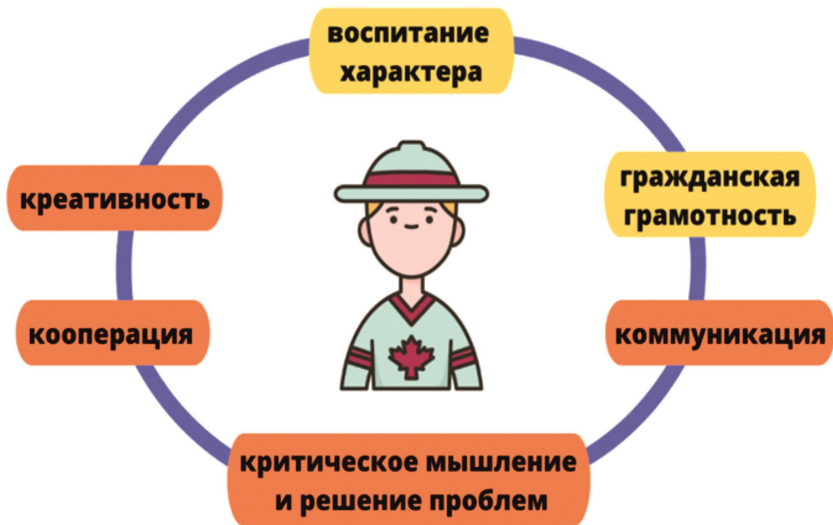 воспитание
характера
креативность
гражданская
грамотность
кооперация
коммуникация
критическое мышление
и решение проблем